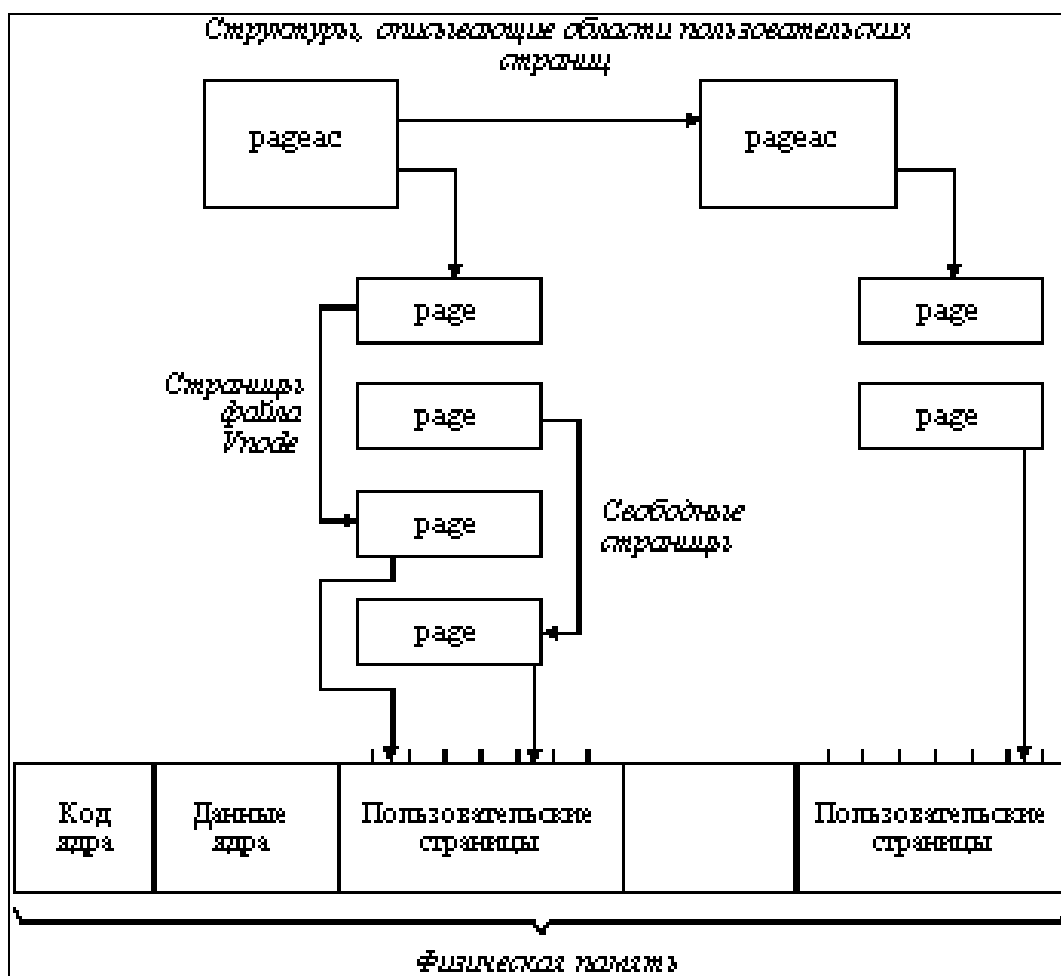 Структуры, описывающие области пользовательских
страниц
pageac
pageac
page
page
Страницы
файла
Vnode
page
page
page
Свободные
страницы
page
Код
ядра
Данные
ядра
Пользовательские
страницы
Пользовательские
страницы
Физическая память